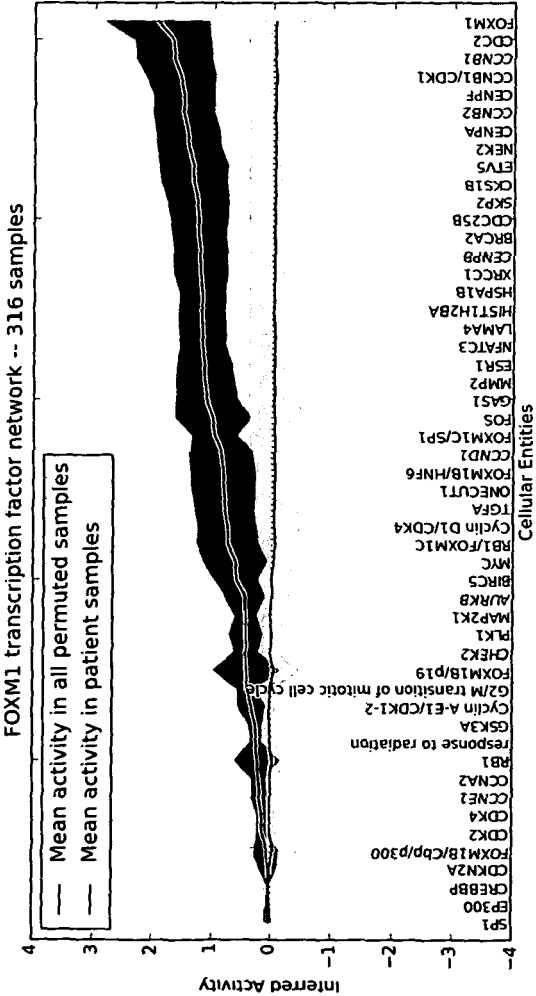 FOXM1 transcription factor network -- 316 samples
Mean activity in all permuted samples
Mean activity in patient samples
4
3
2
1
0
−1
−2
−3
−4
Inferred Activity
SP1
EP300
CREBBP
CDKN2A
FOXM1B/Cbp/p300
CDK2
CDK4
CCNE1
CCNA2
RB1
response to radiation
GSK3A
Cyclin A-E1/CDK1-2
G2/M transition of mitotic cell cycle
FOXM1B/p19
CHEK2
PLK1
MAP2K1
AURKB
BIRC5
MYC
RB1/FOXM1C
Cyclin D1/CDK4
TGFA
ONECUT1
FOXM1B/HNF6
CCND1
FOXM1C/SP1
FOS
GAS1
MMP2
ESR1
NFATC3
LAMA4
HIST1H2BA
HSPA1B
XRCC1
CENPB
BRCA2
CDC25B
SKP2
CKS1B
ETV5
NEK2
CENPA
CCNB2
CENPF
CCNB1/CDK1
CCNB1
CDC2
FOXM1
Cellular Entities